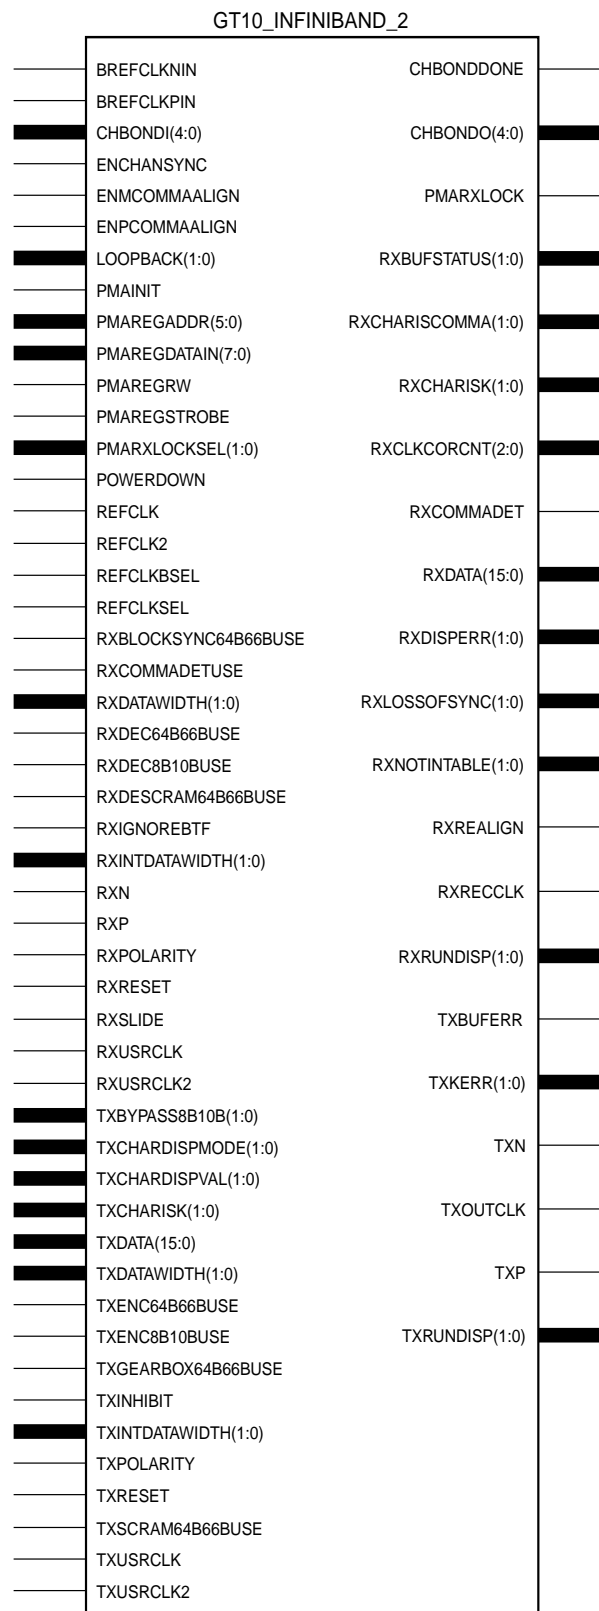 GT10_INFINIBAND_2
BREFCLKNIN
BREFCLKPIN
CHBONDI(4:0)
ENCHANSYNC
ENMCOMMAALIGN
ENPCOMMAALIGN
LOOPBACK(1:0)
PMAINIT
PMAREGADDR(5:0)
PMAREGDATAIN(7:0)
PMAREGRW
PMAREGSTROBE
PMARXLOCKSEL(1:0)
POWERDOWN
REFCLK
REFCLK2
REFCLKBSEL
REFCLKSEL
RXBLOCKSYNC64B66BUSE
RXCOMMADETUSE
RXDATAWIDTH(1:0)
RXDEC64B66BUSE
RXDEC8B10BUSE
RXDESCRAM64B66BUSE
RXIGNOREBTF
RXINTDATAWIDTH(1:0)
RXN
RXP
RXPOLARITY
RXRESET
RXSLIDE
RXUSRCLK
RXUSRCLK2
TXBYPASS8B10B(1:0)
TXCHARDISPMODE(1:0)
TXCHARDISPVAL(1:0)
TXCHARISK(1:0)
TXDATA(15:0)
TXDATAWIDTH(1:0)
TXENC64B66BUSE
TXENC8B10BUSE
TXGEARBOX64B66BUSE
TXINHIBIT
TXINTDATAWIDTH(1:0)
TXPOLARITY
TXRESET
TXSCRAM64B66BUSE
TXUSRCLK
TXUSRCLK2
CHBONDDONE
CHBONDO(4:0)
PMARXLOCK
RXBUFSTATUS(1:0)
RXCHARISCOMMA(1:0)
RXCHARISK(1:0)
RXCLKCORCNT(2:0)
RXCOMMADET
RXDATA(15:0)
RXDISPERR(1:0)
RXLOSSOFSYNC(1:0)
RXNOTINTABLE(1:0)
RXREALIGN
RXRECCLK
RXRUNDISP(1:0)
TXBUFERR
TXKERR(1:0)
TXN
TXOUTCLK
TXP
TXRUNDISP(1:0)